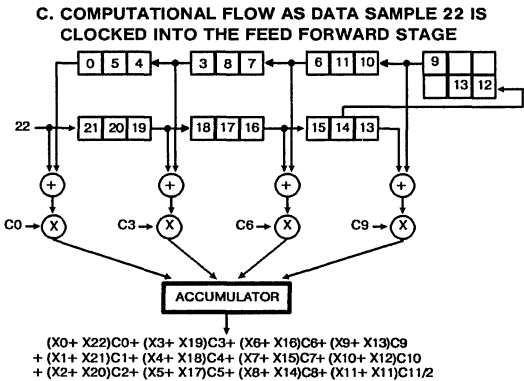 C. COMPUTATIONAL FLOW AS DATA SAMPLE 22 IS
CLOCKED INTO THE FEED FORWARD STAGE
0 5 4 3 8 7 6 11 10 9
13 12
22 21 20 19 18 17 16 15 14 13
+ + + +
C0 X C3 X C6 X C9 X
ACCUMULATOR
(X0+ X22)C0+ (X3+ X19)C3+ (X6+ X16)C6+ (X9+ X13)C9
+ (X1+ X21)C1+ (X4+ X18)C4+ (X7+ X15)C7+ (X10+ X12)C10
+ (X2+ X20)C2+ (X5+ X17)C5+ (X8+ X14)C8+ (X11+ X11)C11/2